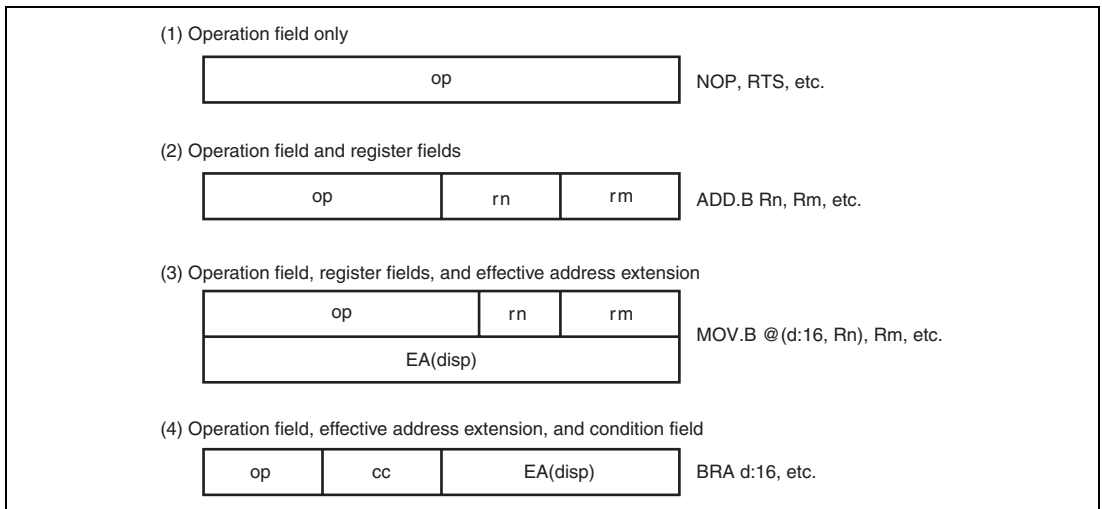 (1) Operation field only
op
NOP, RTS, etc.
(2) Operation field and register fields
op rn rm
ADD.B Rn, Rm, etc.
(3) Operation field, register fields, and effective address extension
op rn rm
EA(disp)
MOV.B @(d:16, Rn), Rm, etc.
(4) Operation field, effective address extension, and condition field
op cc EA(disp)
BRA d:16, etc.